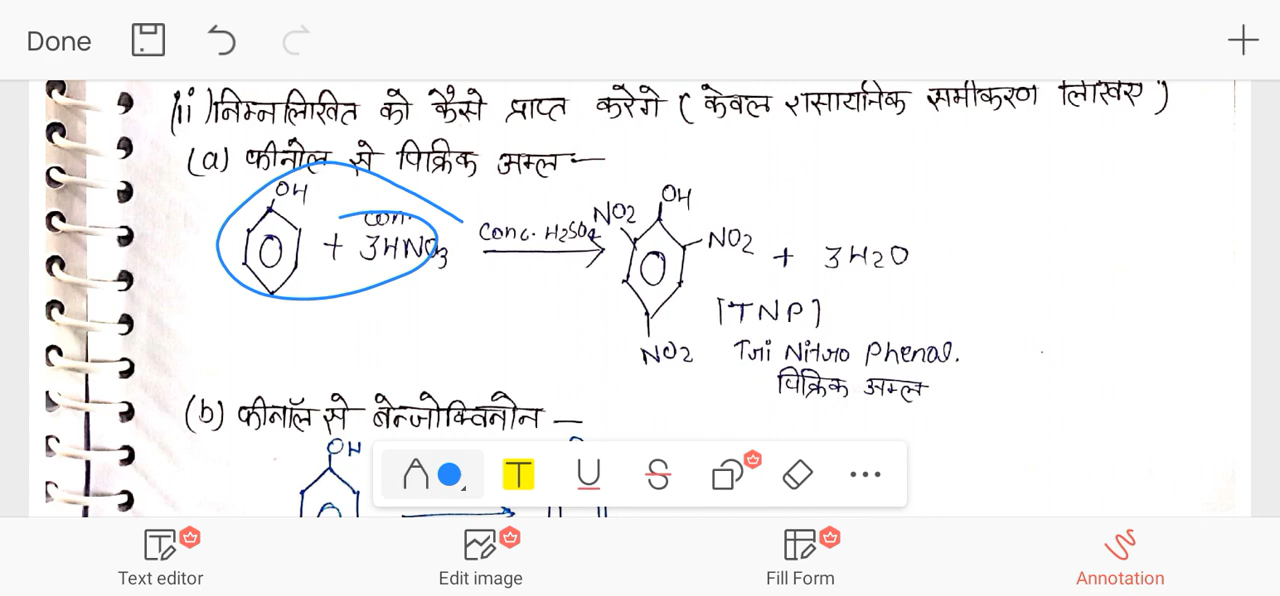 Done
(ii) निम्नलिखित को कैसे प्राप्त करेगे ( केवल रासायनिक समीकरण लिखिए )
(a) फीनोल से पिक्रिक अम्ल :—
OH
con.
+ 3HNO3
Conc. H2SO4
OH
NO2
NO2
+ 3H2O
NO2
[TNP]
Tri Nitro Phenol.
पिक्रिक अम्ल
(b) फीनॉल से बेन्जोक्विनोन —
OH
T
U
S
Text editor
Edit image
Fill Form
Annotation